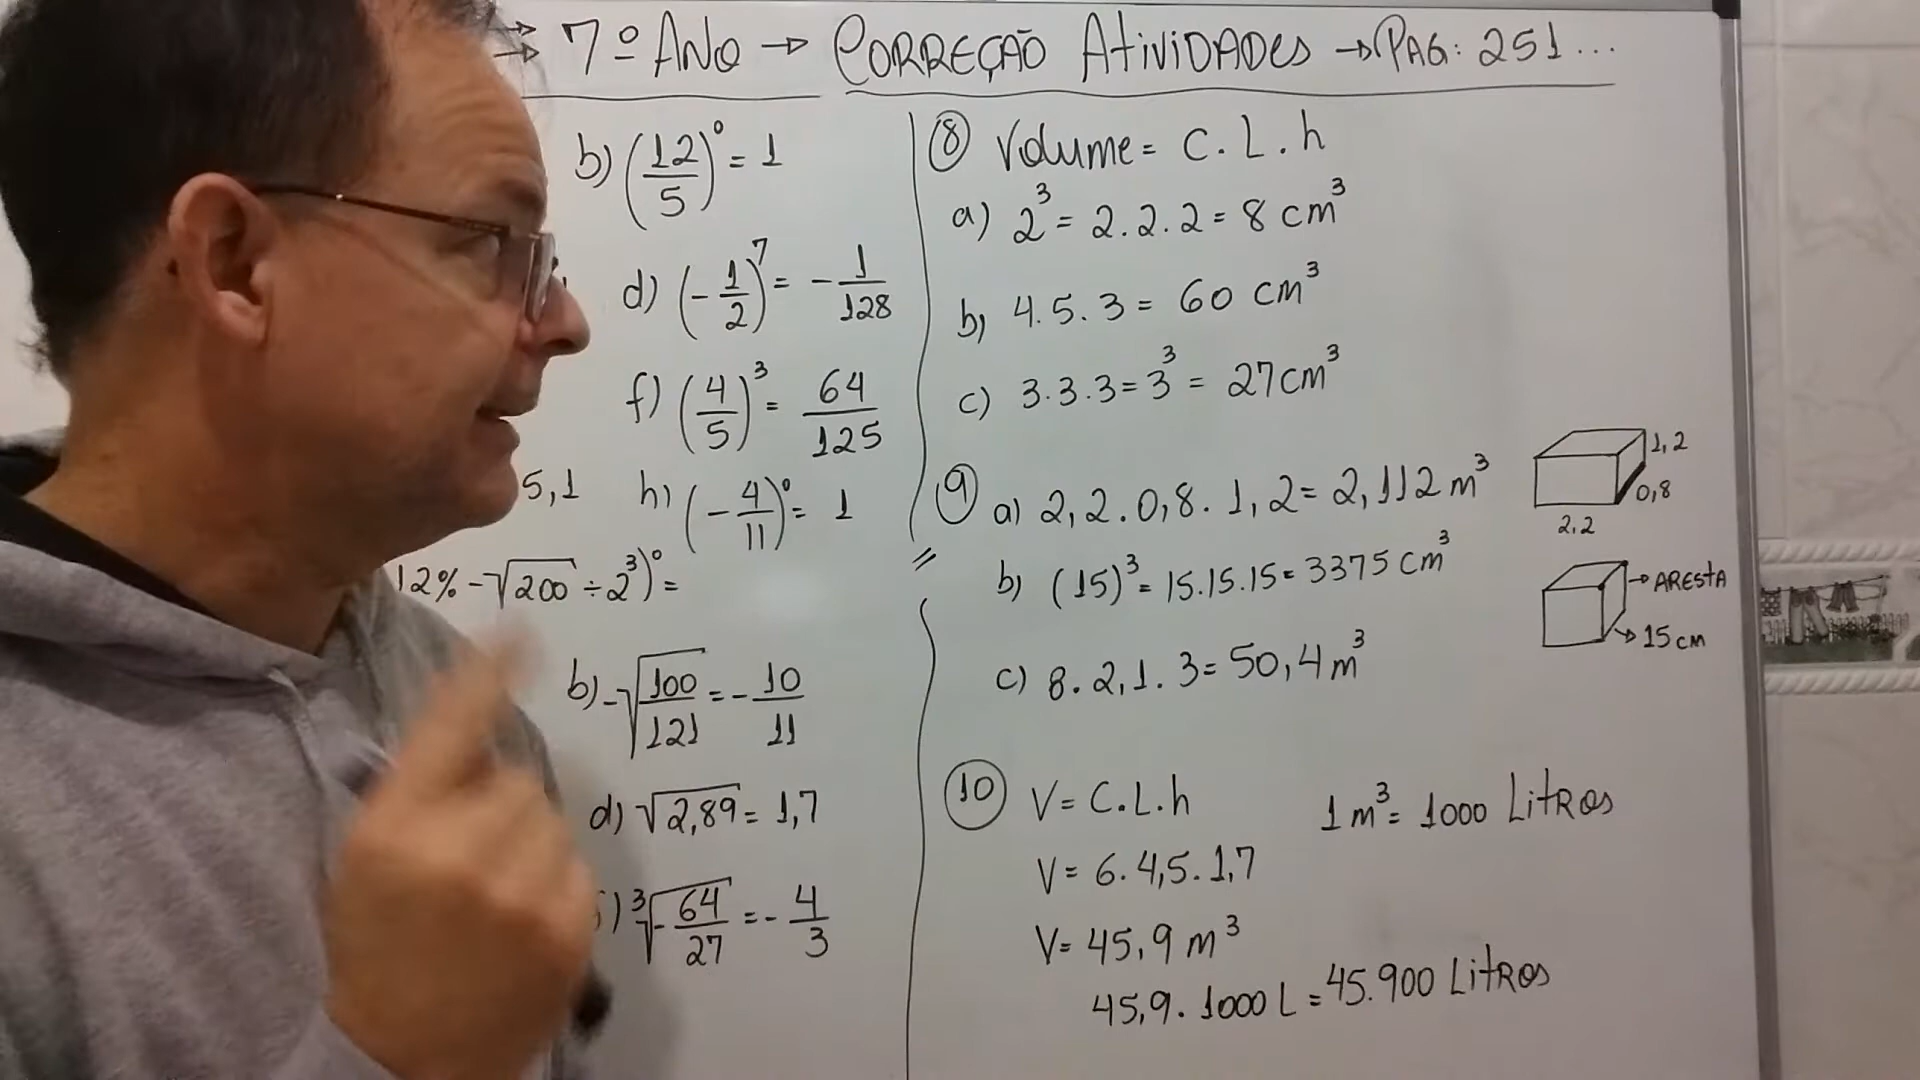 7º ANO → CORREÇÃO ATIVIDADES → PAG: 251...
b) (12/5)⁰ = 1
d) (-1/2)⁷ = -1/128
f) (4/5)³ = 64/125
5,1
h) (-4/11)⁰ = 1
12% - √200 ÷ 2³)⁰ =
b) -√100/121 = -10/11
d) √2,89 = 1,7
) ³√-64/27 = -4/3
8 Volume = C.L.h
a) 2³ = 2.2.2 = 8 cm³
b) 4.5.3 = 60 cm³
c) 3.3.3 = 3³ = 27cm³
9 a) 2,2.0,8.1,2 = 2,112 m³
1,2
0,8
2,2
b) (15)³ = 15.15.15 = 3375 cm³
→ ARESTA
→ 15 cm
c) 8.2,1.3 = 50,4 m³
10 V = C.L.h
1 m³ = 1000 LITROS
V = 6.4,5.1,7
V = 45,9 m³
45,9.1000 L = 45.900 LITROS